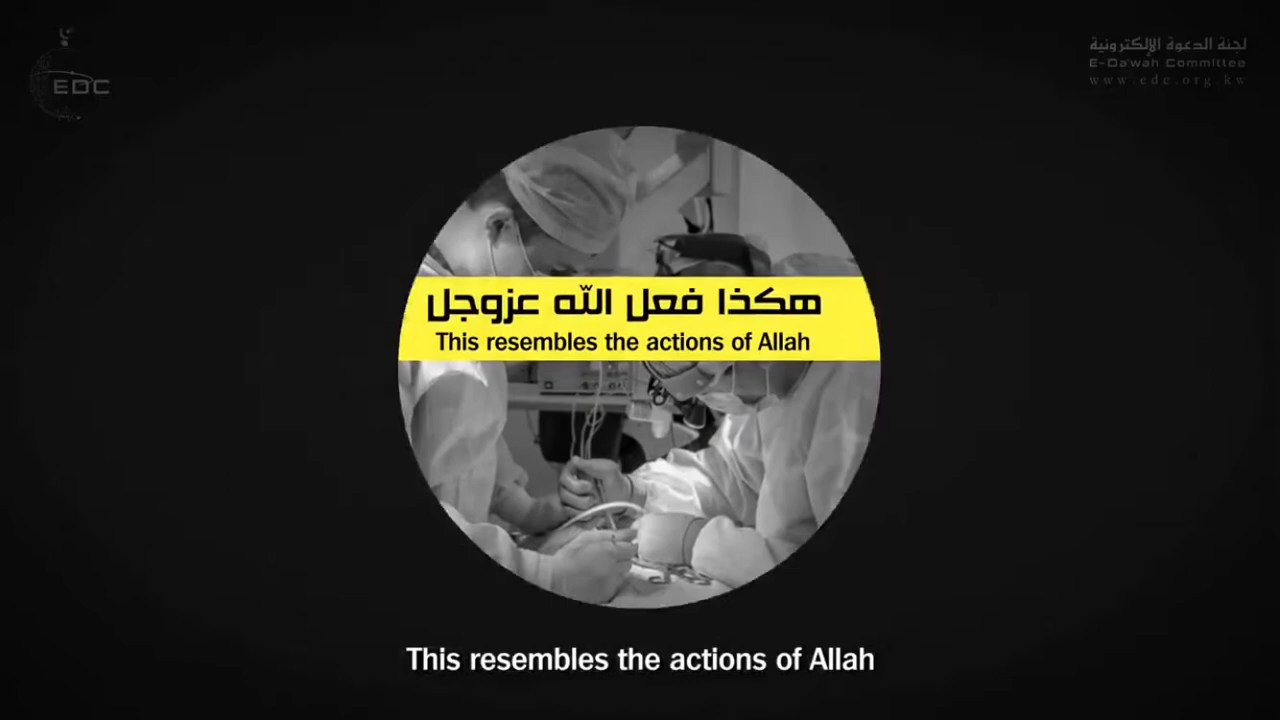 EDC
لجنة الدعوة الإلكترونية
E-Da'wah Committee
www.edc.org.kw
هكذا فعل الله عزوجل
This resembles the actions of Allah
This resembles the actions of Allah